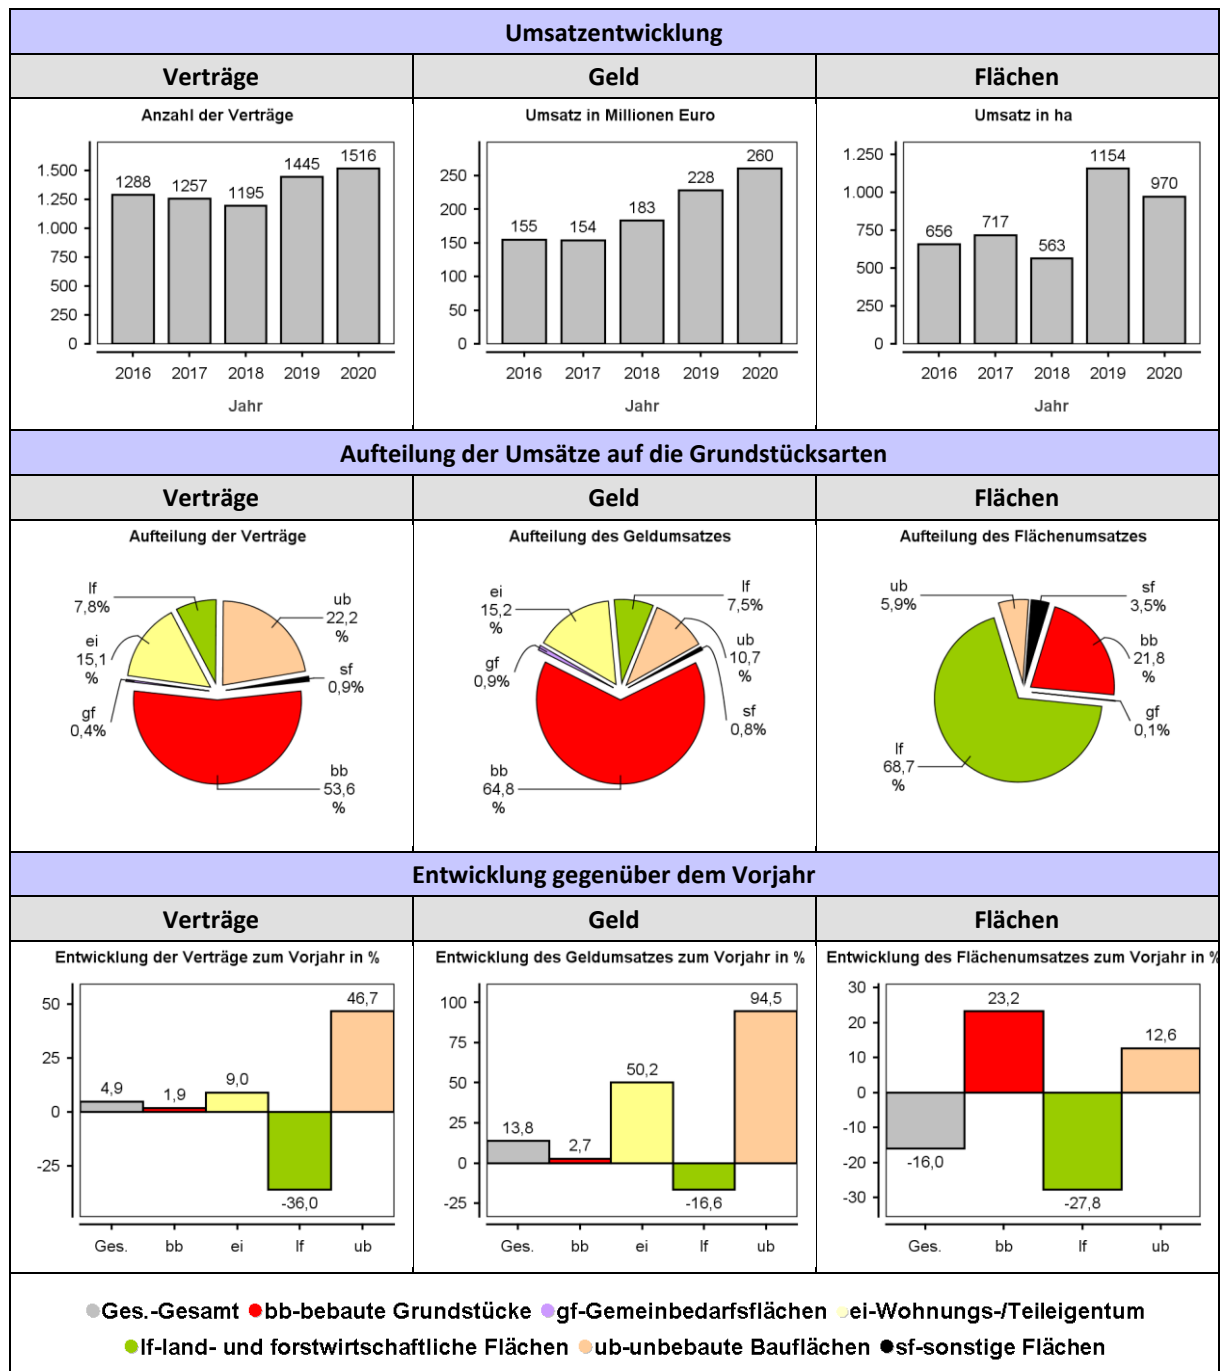 Umsatzentwicklung
Verträge
Geld
Flächen
Anzahl der Verträge
1.500
1.250
1.000
750
500
250
0
1288
1257
1195
1445
1516
2016 2017 2018 2019 2020
Jahr
Umsatz in Millionen Euro
250
200
150
100
50
0
155
154
183
228
260
2016 2017 2018 2019 2020
Jahr
Umsatz in ha
1.250
1.000
750
500
250
0
656
717
563
1154
970
2016 2017 2018 2019 2020
Jahr
Aufteilung der Umsätze auf die Grundstücksarten
Verträge
Geld
Flächen
Aufteilung der Verträge
lf
7,8%
ub
22,2
%
ei
15,1
%
sf
0,9%
gf
0,4%
bb
53,6
%
Aufteilung des Geldumsatzes
ei
15,2
%
lf
7,5%
ub
10,7
%
gf
0,9%
sf
0,8%
bb
64,8
%
Aufteilung des Flächenumsatzes
ub
5,9%
sf
3,5%
bb
21,8
%
gf
0,1%
lf
68,7
%
Entwicklung gegenüber dem Vorjahr
Verträge
Geld
Flächen
Entwicklung der Verträge zum Vorjahr in %
50
25
0
-25
4,9
1,9
9,0
-36,0
46,7
Ges. bb ei lf ub
Entwicklung des Geldumsatzes zum Vorjahr in %
100
75
50
25
0
-25
13,8
2,7
50,2
-16,6
94,5
Ges. bb ei lf ub
Entwicklung des Flächenumsatzes zum Vorjahr in %
30
20
10
0
-10
-20
-30
-16,0
23,2
-27,8
12,6
Ges. bb lf ub
Ges.-Gesamt bb-bebaute Grundstücke gf-Gemeinbedarfsflächen ei-Wohnungs-/Teileigentum
lf-land- und forstwirtschaftliche Flächen ub-unbebaute Bauflächen sf-sonstige Flächen